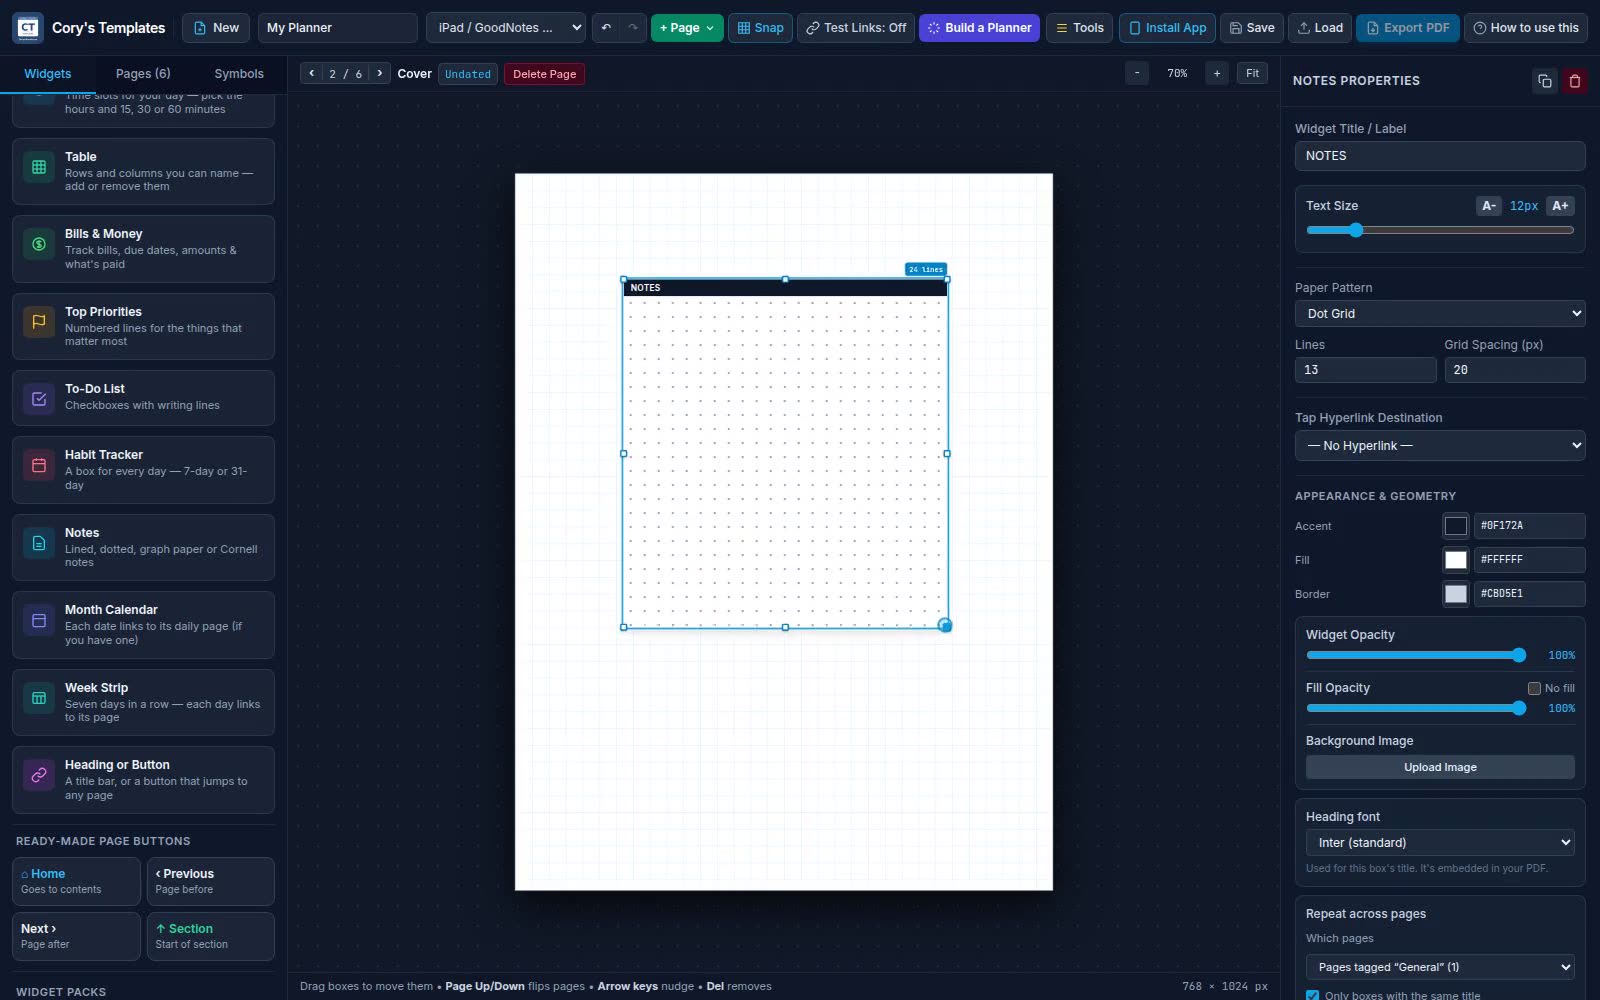 CT
Cory's Templates
New
My Planner
iPad / GoodNotes ...
+ Page
Snap
Test Links: Off
Build a Planner
Tools
Install App
Save
Load
Export PDF
How to use this
Widgets
Pages (6)
Symbols
2 / 6
Cover
Undated
Delete Page
-
70%
+
Fit
NOTES PROPERTIES
Time slots for your day — pick the
hours and 15, 30 or 60 minutes
Table
Rows and columns you can name —
add or remove them
Bills & Money
Track bills, due dates, amounts &
what's paid
Top Priorities
Numbered lines for the things that
matter most
To-Do List
Checkboxes with writing lines
Habit Tracker
A box for every day — 7-day or 31-
day
Notes
Lined, dotted, graph paper or Cornell
notes
Month Calendar
Each date links to its daily page (if
you have one)
Week Strip
Seven days in a row — each day links
to its page
Heading or Button
A title bar, or a button that jumps to
any page
READY-MADE PAGE BUTTONS
⌂ Home
Goes to contents
‹ Previous
Page before
Next ›
Page after
↑ Section
Start of section
WIDGET PACKS
24 lines
NOTES
Drag boxes to move them • Page Up/Down flips pages • Arrow keys nudge • Del removes
768 × 1024 px
Widget Title / Label
NOTES
Text Size
A-
12px
A+
Paper Pattern
Dot Grid
Lines
Grid Spacing (px)
13
20
Tap Hyperlink Destination
— No Hyperlink —
APPEARANCE & GEOMETRY
Accent
#0F172A
Fill
#FFFFFF
Border
#CBD5E1
Widget Opacity
100%
Fill Opacity
No fill
100%
Background Image
Upload Image
Heading font
Inter (standard)
Used for this box's title. It's embedded in your PDF.
Repeat across pages
Which pages
Pages tagged “General” (1)
Only boxes with the same title